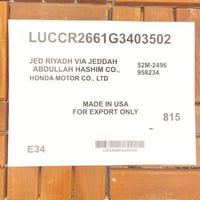 LUCCR2661G3403502
JED RIYADH VIA JEDDAH
ABDULLAH HASHIM CO.,
HONDA MOTOR CO., LTD
52M-2496
958234
MADE IN USA
FOR EXPORT ONLY
815
E34